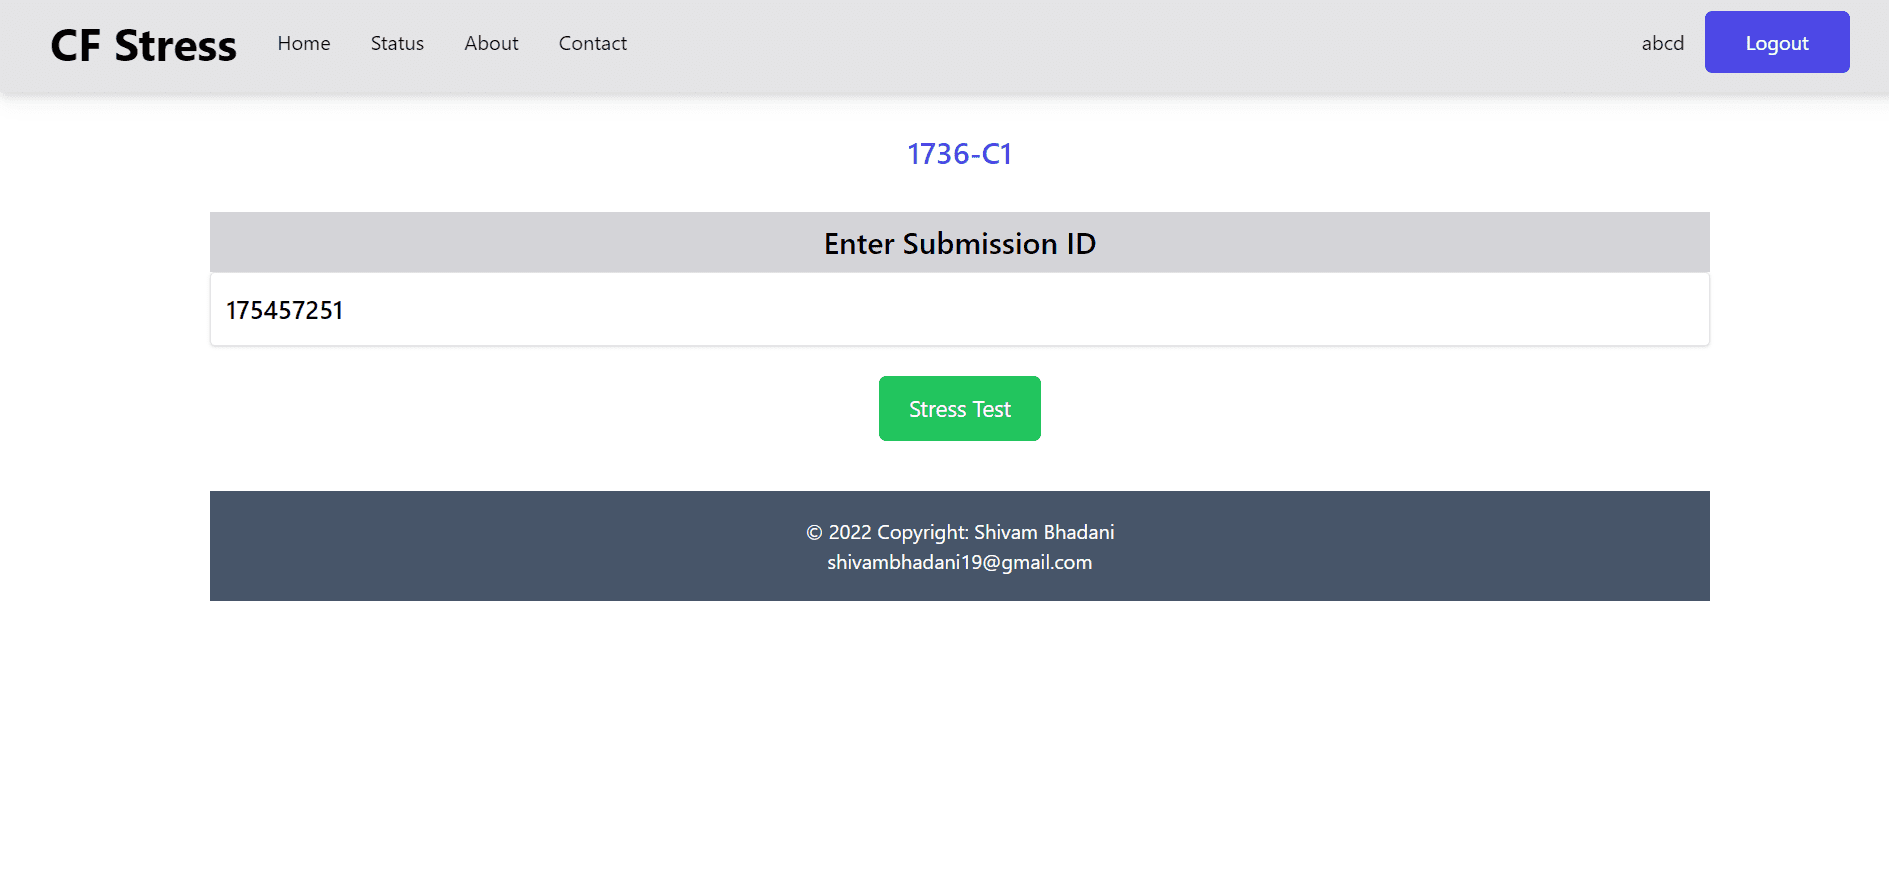 CF Stress Home Status About Contact abcd Logout
1736-C1
Enter Submission ID
175457251
Stress Test
© 2022 Copyright: Shivam Bhadani
shivambhadani19@gmail.com